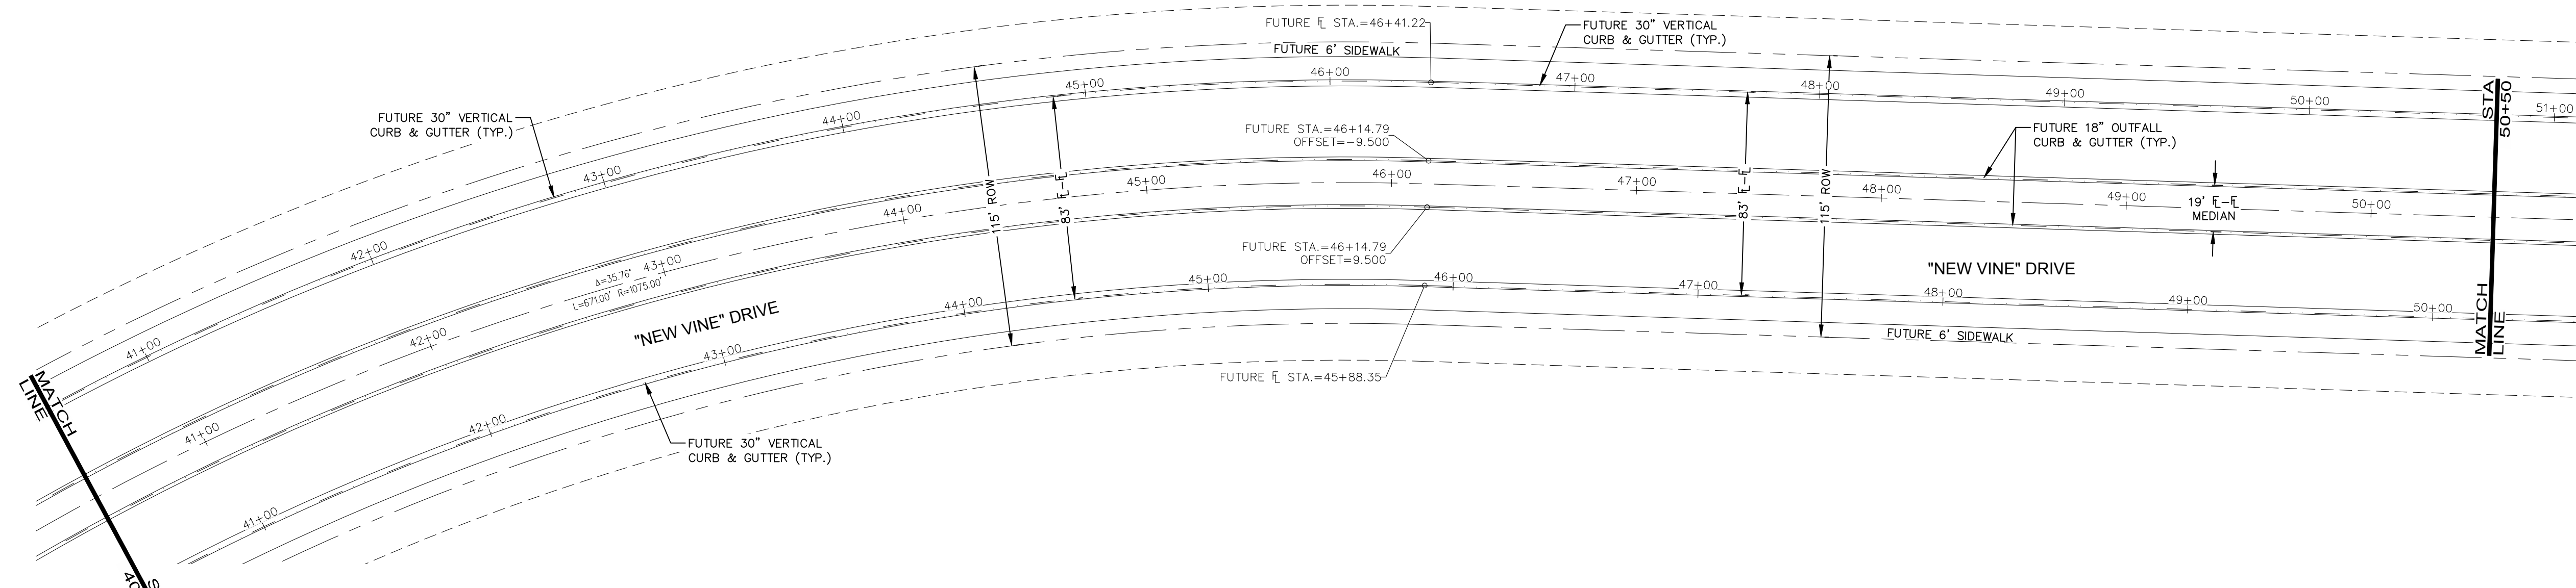 FUTURE ℄ STA.=46+41.22
FUTURE 30" VERTICAL
CURB & GUTTER (TYP.)
FUTURE 6' SIDEWALK
FUTURE 30" VERTICAL
CURB & GUTTER (TYP.)
41+00
42+00
43+00
44+00
45+00
46+00
47+00
48+00
49+00
50+00
51+00
STA
50+50
MATCH
LINE
FUTURE STA.=46+14.79
OFFSET=-9.500
FUTURE 18" OUTFALL
CURB & GUTTER (TYP.)
115' ROW
83' FL-FL
83' FL-FL
115' ROW
19' FL-FL
MEDIAN
41+00
42+00
43+00
44+00
45+00
46+00
47+00
48+00
49+00
50+00
Δ=35.76°
L=671.00' R=1075.00'
"NEW VINE" DRIVE
FUTURE STA.=46+14.79
OFFSET=9.500
"NEW VINE" DRIVE
41+00
42+00
43+00
44+00
45+00
46+00
47+00
48+00
49+00
50+00
FUTURE 6' SIDEWALK
FUTURE FL STA.=45+88.35
FUTURE 30" VERTICAL
CURB & GUTTER (TYP.)
MATCH
LINE